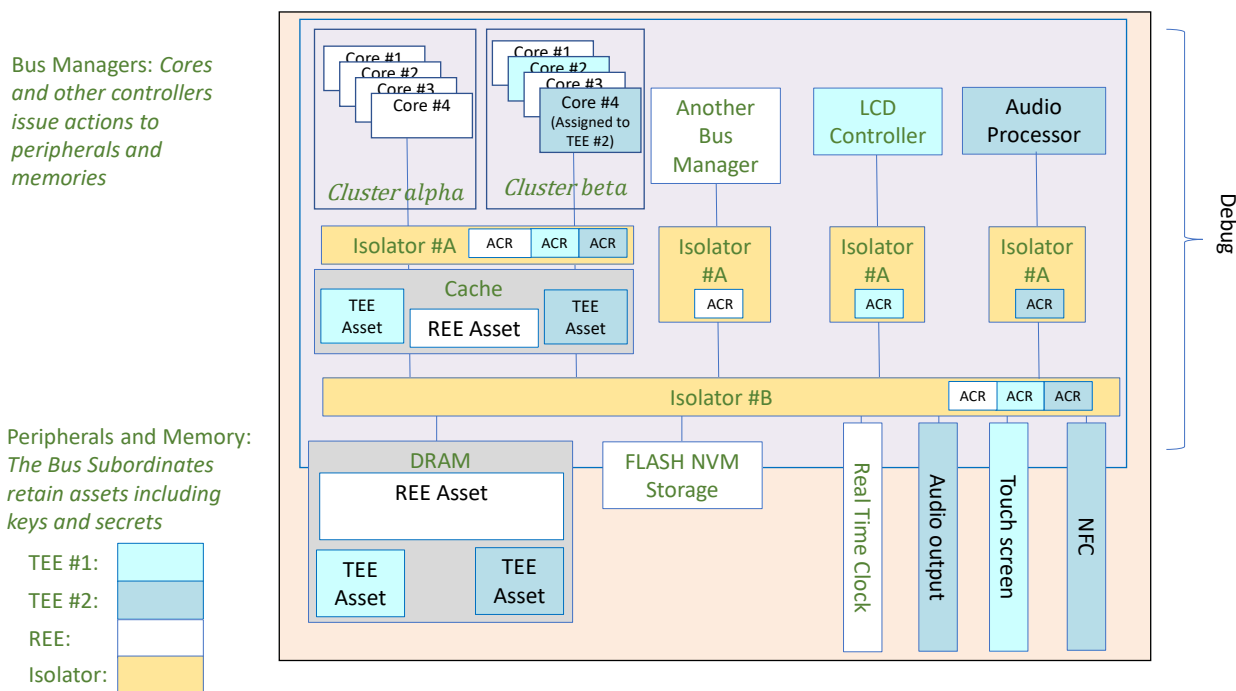 Bus Managers: Cores
and other controllers
issue actions to
peripherals and
memories
Core #1
Core #2
Core #3
Core #4
Cluster alpha
Core #1
Core #2
Core #3
Core #4
(Assigned to
TEE #2)
Cluster beta
Another
Bus
Manager
LCD
Controller
Audio
Processor
Debug
Isolator #A
ACR
ACR
ACR
Isolator
#A
ACR
Isolator
#A
ACR
Isolator
#A
ACR
Cache
TEE
Asset
REE Asset
TEE
Asset
Isolator #B
ACR
ACR
ACR
Peripherals and Memory:
The Bus Subordinates
retain assets including
keys and secrets
TEE #1:
TEE #2:
REE:
Isolator:
DRAM
REE Asset
TEE
Asset
TEE
Asset
FLASH NVM
Storage
Real Time Clock
Audio output
Touch screen
NFC